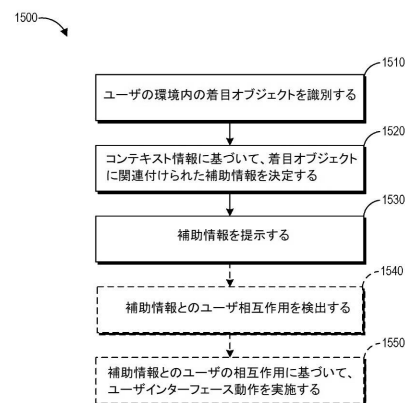 1500
1510
ユーザの環境内の着目オブジェクトを識別する
1520
コンテキスト情報に基づいて、着目オブジェクト
に関連付けられた補助情報を決定する
1530
補助情報を提示する
1540
補助情報とのユーザ相互作用を検出する
1550
補助情報とのユーザの相互作用に基づいて、
ユーザインターフェース動作を実施する